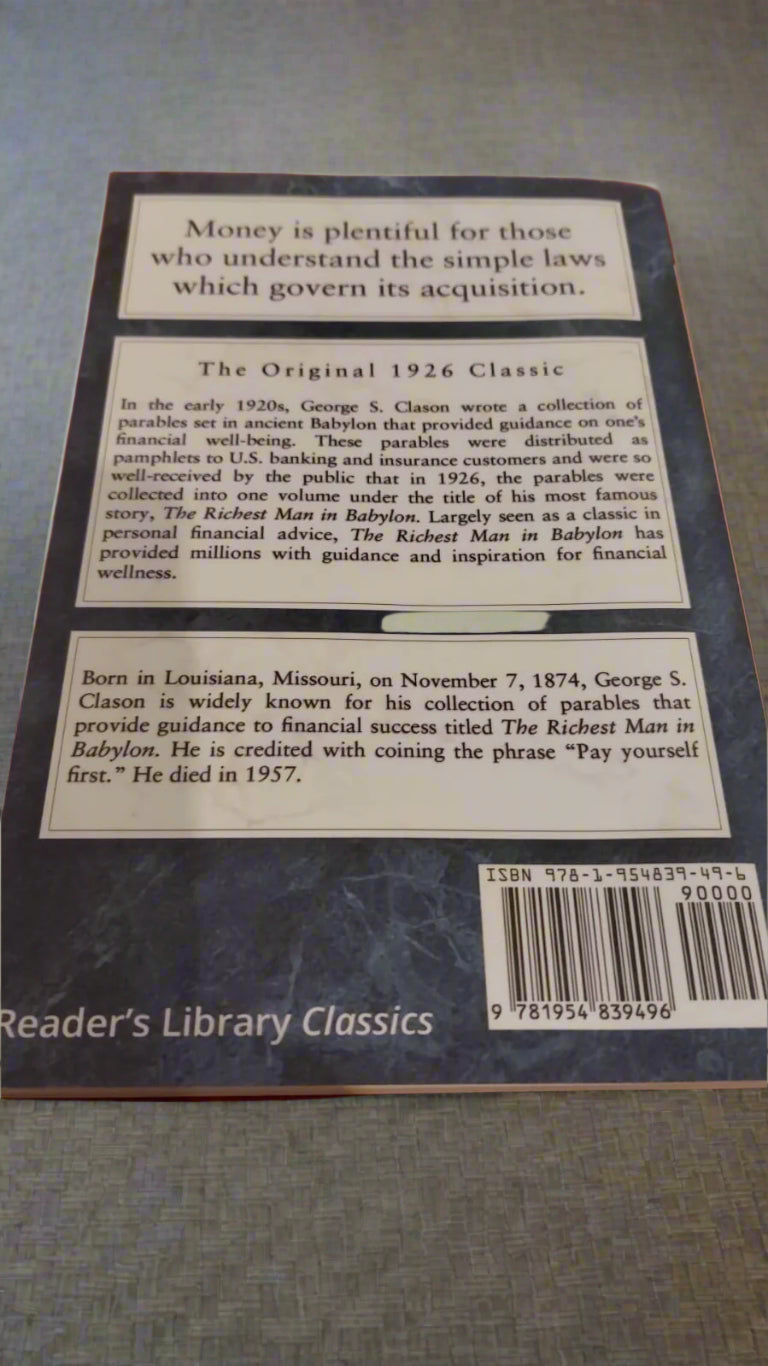 Money is plentiful for those
who understand the simple laws
which govern its acquisition.
The Original 1926 Classic
In the early 1920s, George S. Clason wrote a collection of
parables set in ancient Babylon that provided guidance on one's
financial well-being. These parables were distributed as
pamphlets to U.S. banking and insurance customers and were so
well-received by the public that in 1926, the parables were
collected into one volume under the title of his most famous
story, The Richest Man in Babylon. Largely seen as a classic in
personal financial advice, The Richest Man in Babylon has
provided millions with guidance and inspiration for financial
wellness.
Born in Louisiana, Missouri, on November 7, 1874, George S.
Clason is widely known for his collection of parables that
provide guidance to financial success titled The Richest Man in
Babylon. He is credited with coining the phrase “Pay yourself
first.” He died in 1957.
ISBN 978-1-954839-49-6
90000
9 781954 839496
Reader's Library Classics